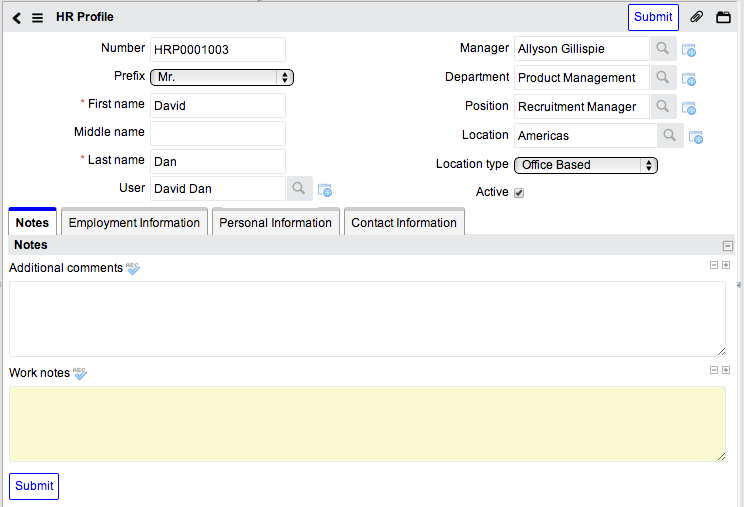 HR Profile
Submit
Number HRP0001003
Manager Allyson Gillispie
Prefix Mr.
Department Product Management
* First name David
Position Recruitment Manager
Middle name
Location Americas
* Last name Dan
Location type Office Based
User David Dan
Active
Notes Employment Information Personal Information Contact Information
Notes
Additional comments ABC
Work notes ABC
Submit